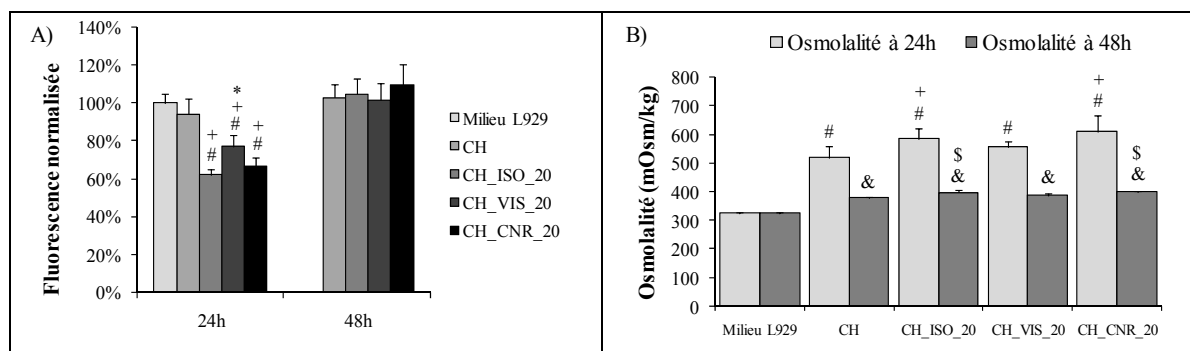 A)
Fluorescence normalisée
140%
120%
100%
80%
60%
40%
20%
0%
+
#
*
+
#
+
#
24h
48h
Milieu L929
CH
CH_ISO_20
CH_VIS_20
CH_CNR_20
B)
Osmolalité à 24h
Osmolalité à 48h
Osmolalité (mOsm/kg)
800
700
600
500
400
300
200
100
0
#
&
+
#
$
&
#
&
+
#
$
&
Milieu L929
CH
CH_ISO_20
CH_VIS_20
CH_CNR_20